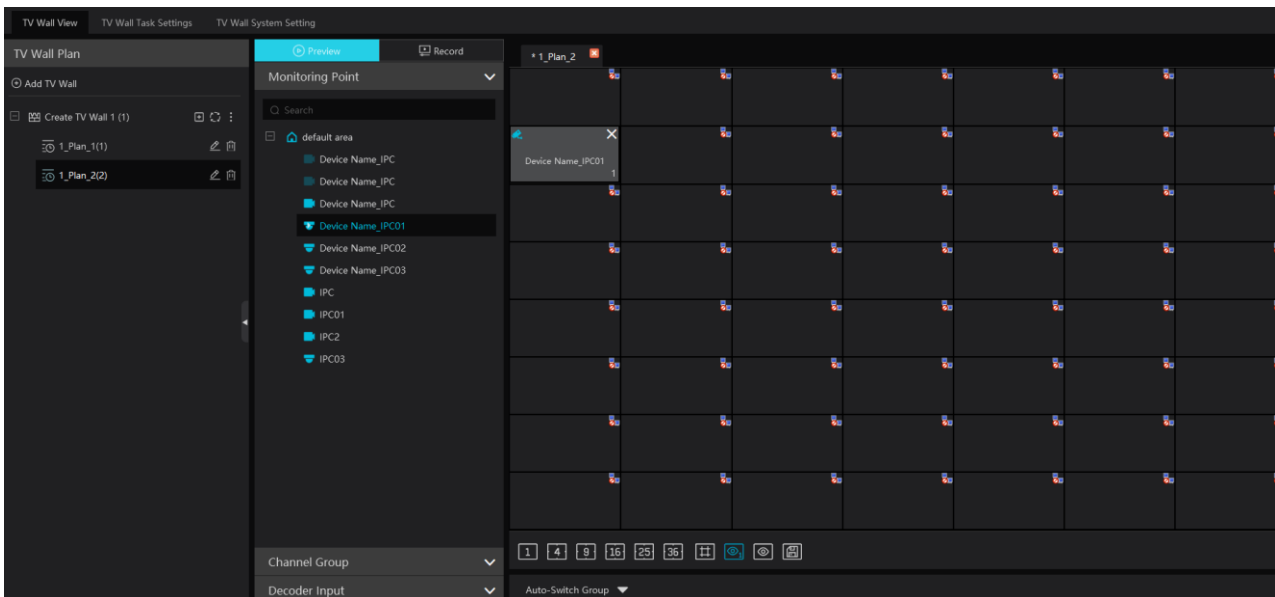 TV Wall View TV Wall Task Settings TV Wall System Setting
TV Wall Plan
Add TV Wall
Create TV Wall 1 (1)
1_Plan_1(1)
1_Plan_2(2)
Preview Record
Monitoring Point
Search
default area
Device Name_IPC
Device Name_IPC
Device Name_IPC
Device Name_IPC01
Device Name_IPC02
Device Name_IPC03
IPC
IPC01
IPC2
IPC03
Channel Group
Decoder Input
* 1_Plan_2
Device Name_IPC01
1
1 4 9 16 25 36
Auto-Switch Group